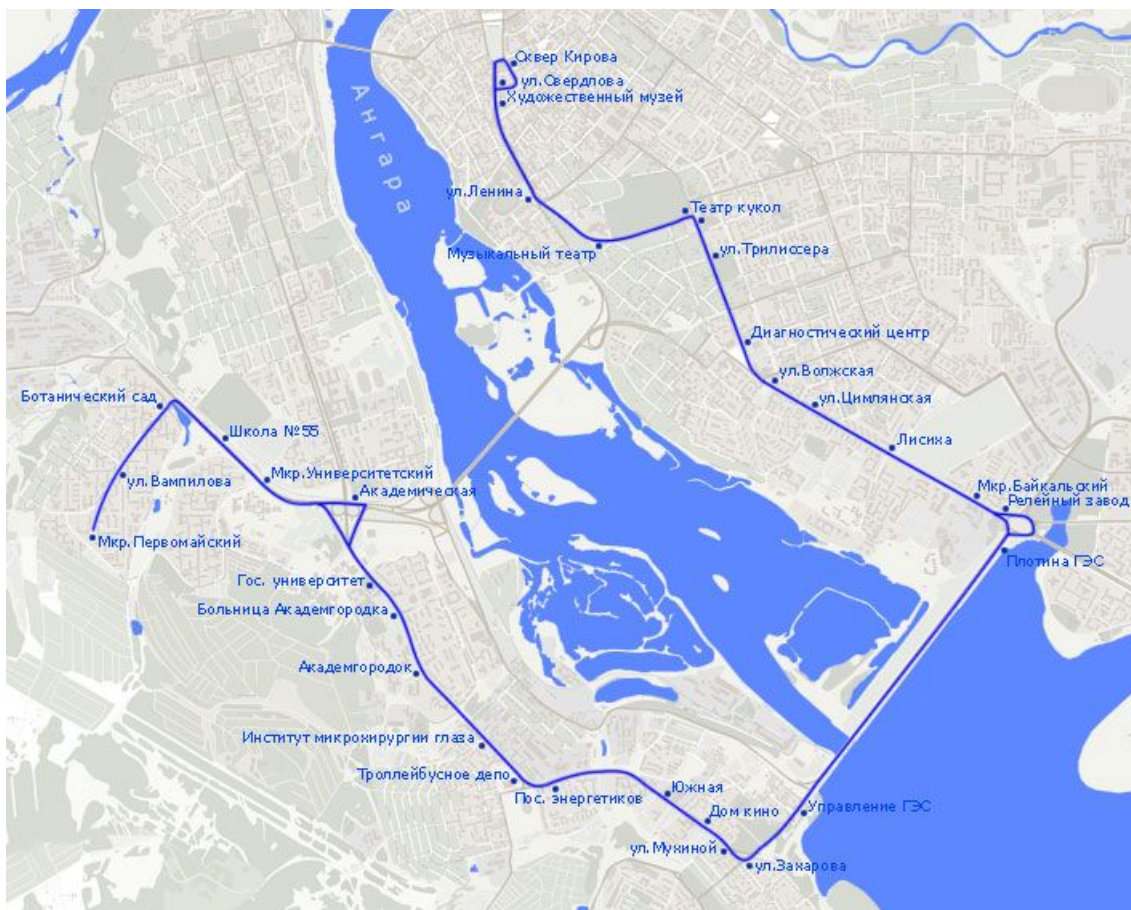 Сквер Кирова
ул.Свердлова
Художественный музей
Ангара
ул.Ленина
Театр кукол
Музыкальный театр
ул.Трилиссера
Диагностический центр
ул.Волжская
Ботанический сад
ул.Цимлянская
Школа №55
Лисиха
Мкр.Университетский
ул.Вампилова
Академическая
Мкр.Байкальский
Релейный завод
Мкр.Первомайский
Плотина ГЭС
Гос. университет
Больница Академгородка
Академгородок
Институт микрохирургии глаза
Троллейбусное депо
Пос. энергетиков
Южная
Дом кино
Управление ГЭС
ул.Мухиной
ул.Захарова